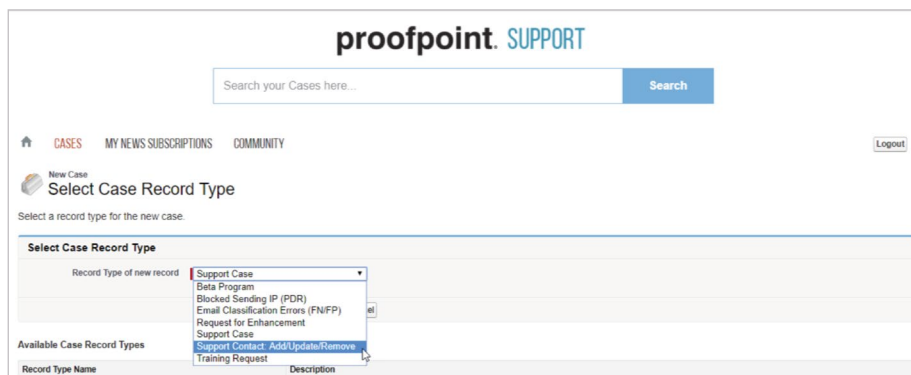 proofpoint. SUPPORT
Search your Cases here...
Search
CASES MY NEWS SUBSCRIPTIONS COMMUNITY
Logout
New Case
Select Case Record Type
Select a record type for the new case.
Select Case Record Type
Record Type of new record Support Case
Beta Program
Blocked Sending IP (PDR)
Email Classification Errors (FN/FP)
Request for Enhancement
Support Case
Support Contact: Add/Update/Remove
Training Request
Available Case Record Types
Record Type Name Description